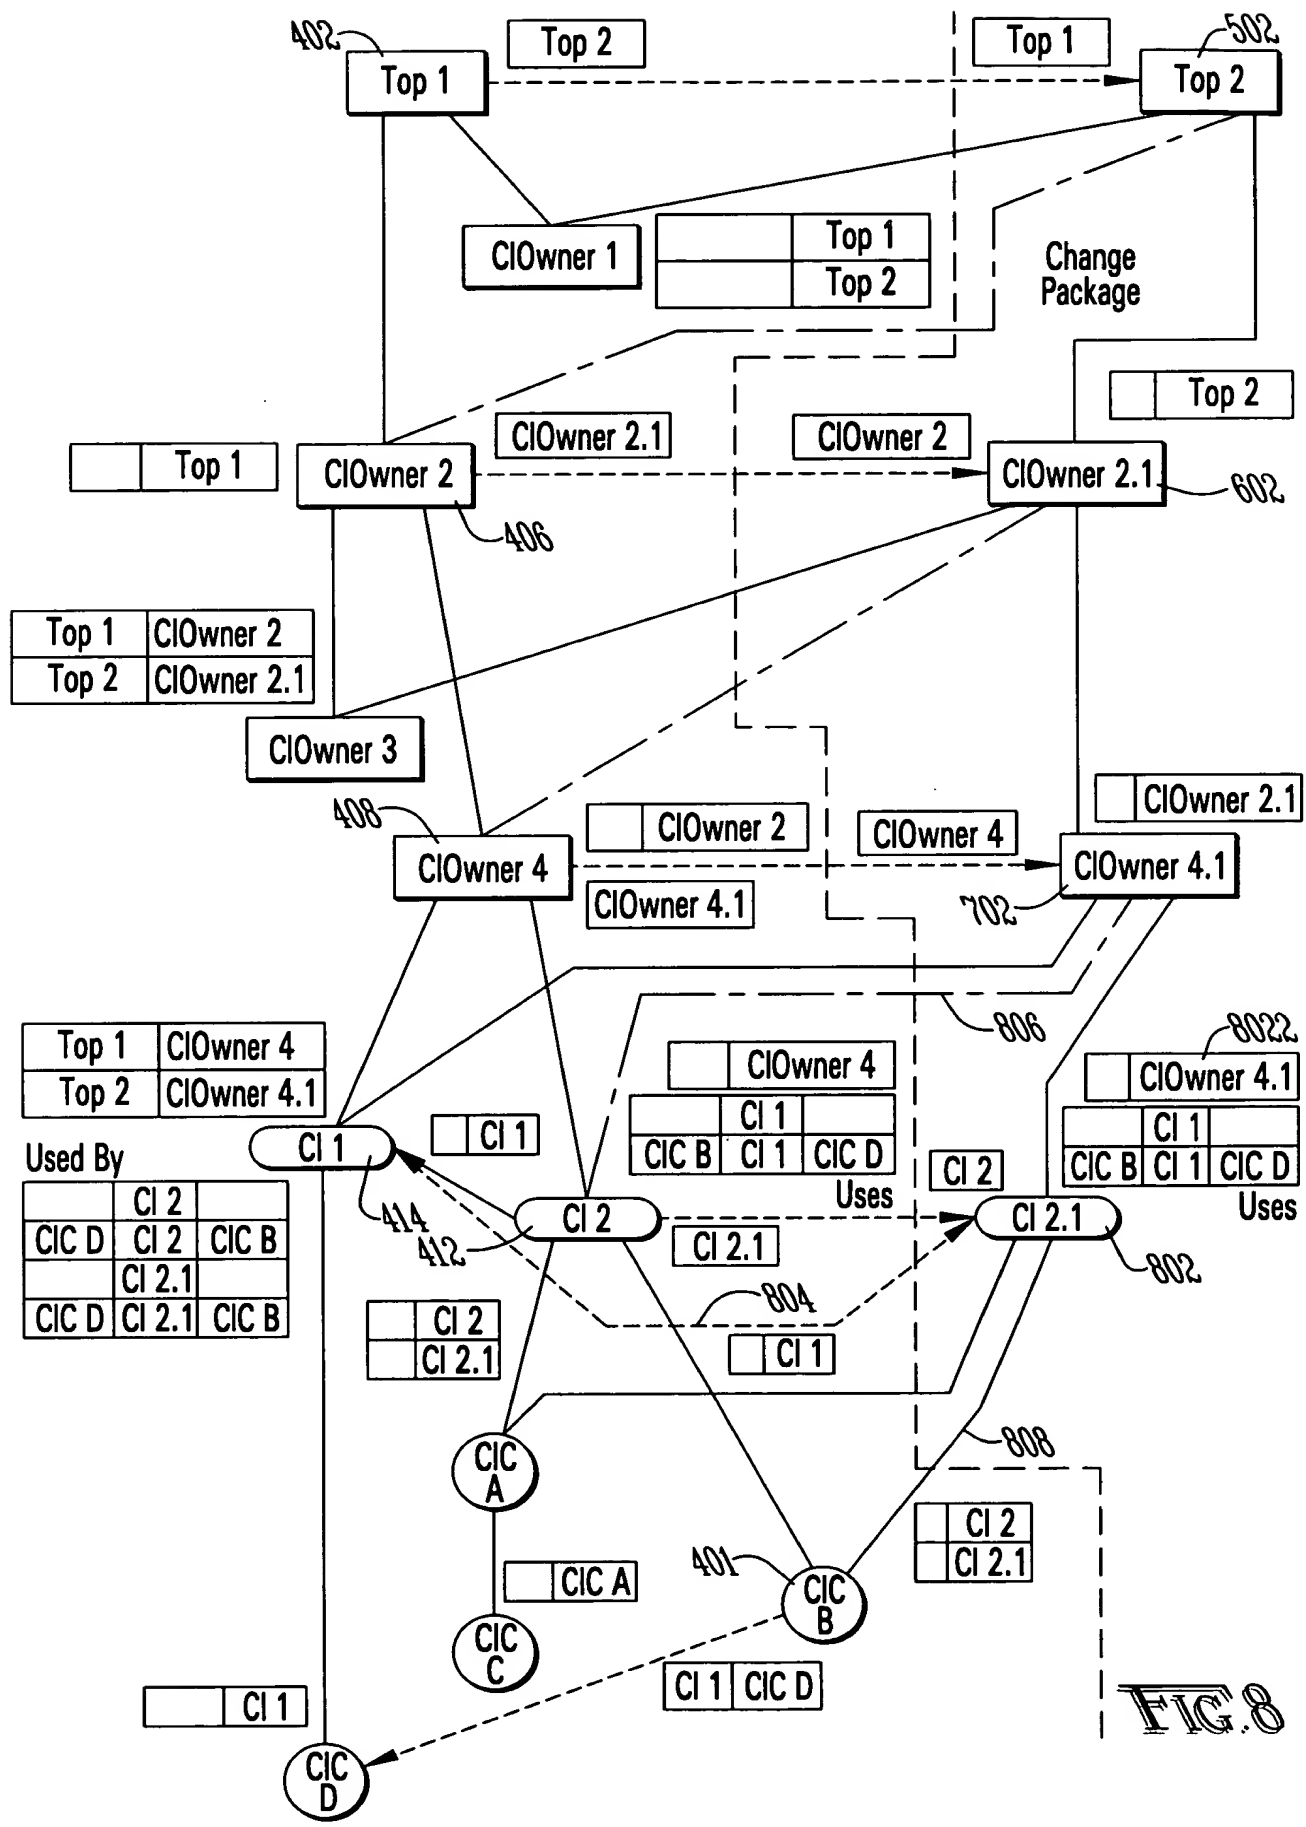 402
Top 2
Top 1
502
Top 1
Top 2
CIOwner 1
Top 1
Top 2
Change
Package
Top 2
Top 1
CIOwner 2
CIOwner 2.1
CIOwner 2
CIOwner 2.1
602
406
Top 1 CIOwner 2
Top 2 CIOwner 2.1
CIOwner 3
408
CIOwner 4
CIOwner 2
CIOwner 4.1
CIOwner 4
CIOwner 2.1
CIOwner 4.1
702
806
Top 1 CIOwner 4
Top 2 CIOwner 4.1
CI 1
414
CI 1
CIOwner 4
CI 1
CIC B CI 1 CIC D
Uses
8022
CIOwner 4.1
CI 1
CIC B CI 1 CIC D
Uses
Used By
CI 2
CIC D CI 2 CIC B
CI 2.1
CIC D CI 2.1 CIC B
412
CI 2
CI 2.1
CI 2
CI 2.1
802
804
CI 1
CI 2
CI 2.1
CIC
A
808
CI 2
CI 2.1
401
CIC
B
CIC A
CIC
C
CI 1 CIC D
CI 1
CIC
D
FIG. 8